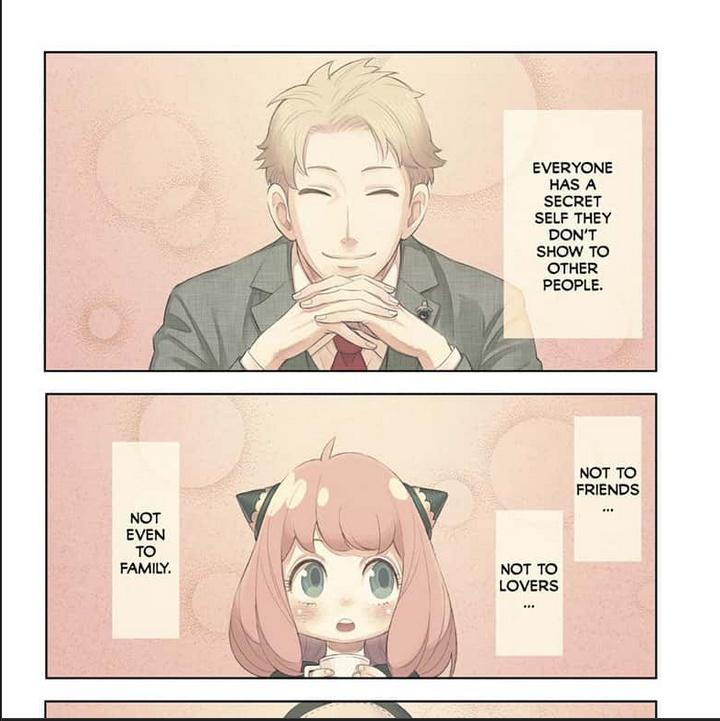 EVERYONE
HAS A
SECRET
SELF THEY
DON'T
SHOW TO
OTHER
PEOPLE.
NOT TO
FRIENDS
...
NOT TO
LOVERS
...
NOT
EVEN
TO
FAMILY.